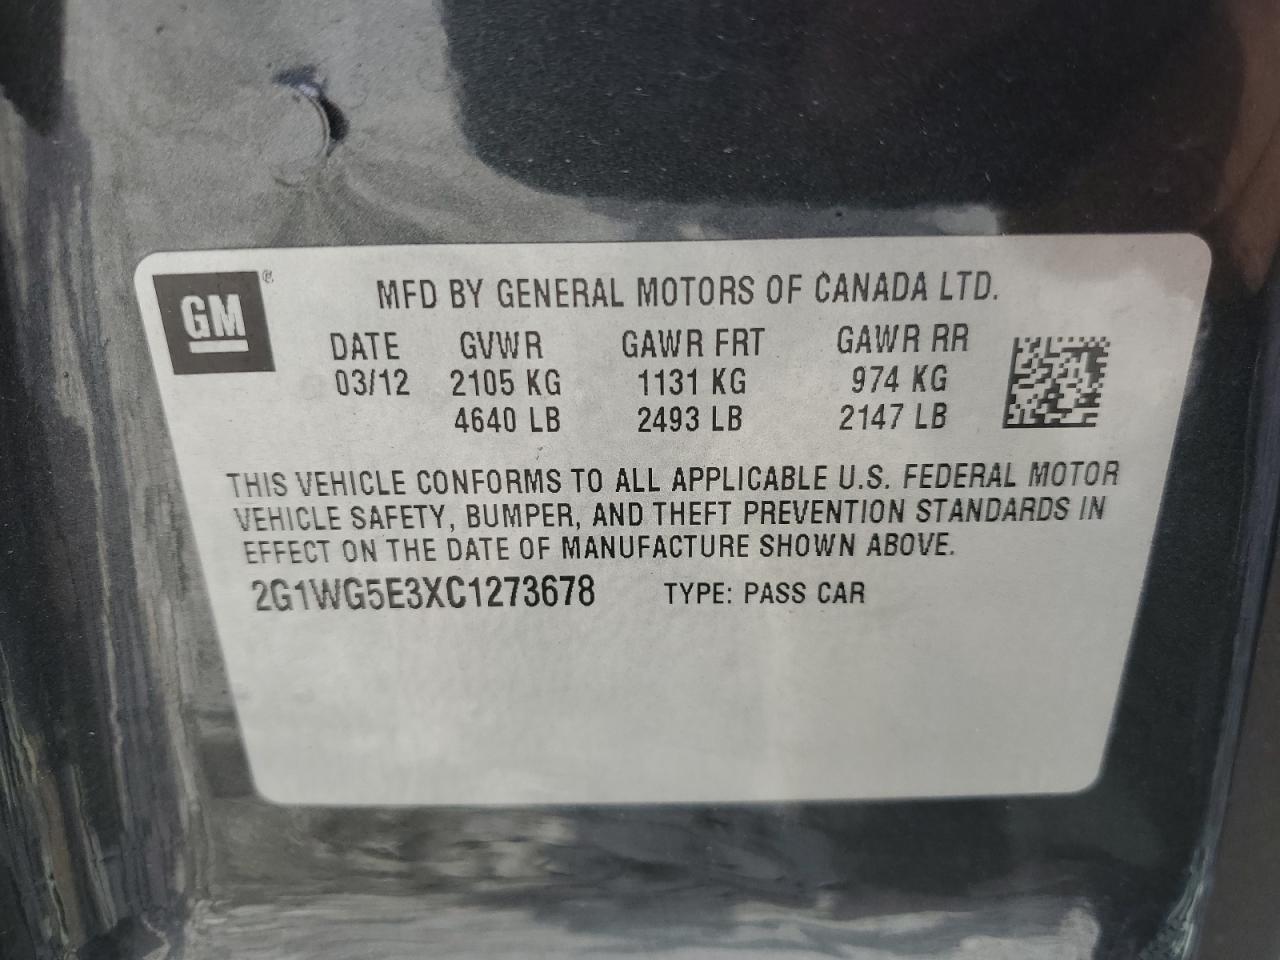 GM®
MFD BY GENERAL MOTORS OF CANADA LTD.
DATE GVWR GAWR FRT GAWR RR
03/12 2105 KG 1131 KG 974 KG
4640 LB 2493 LB 2147 LB
THIS VEHICLE CONFORMS TO ALL APPLICABLE U.S. FEDERAL MOTOR
VEHICLE SAFETY, BUMPER, AND THEFT PREVENTION STANDARDS IN
EFFECT ON THE DATE OF MANUFACTURE SHOWN ABOVE.
2G1WG5E3XC1273678 TYPE: PASS CAR